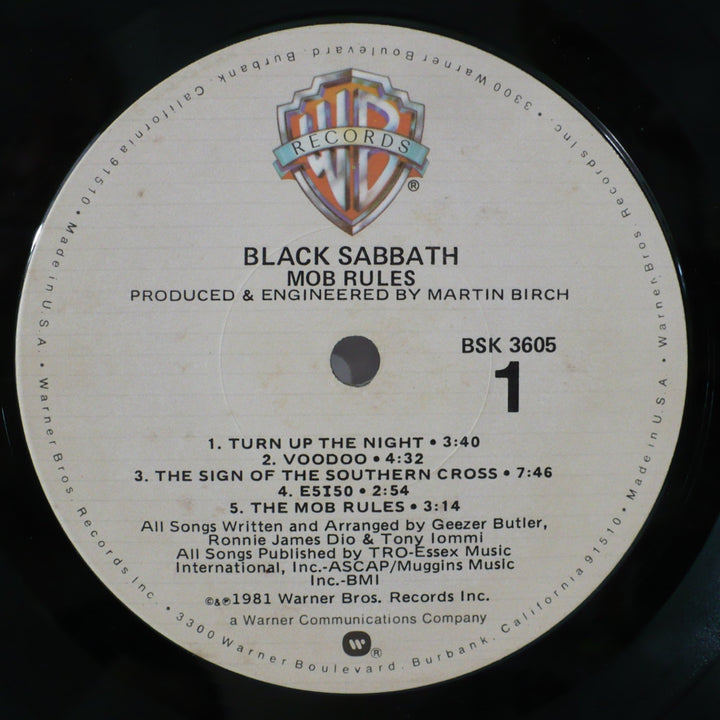 WB
RECORDS
®
BLACK SABBATH
MOB RULES
PRODUCED & ENGINEERED BY MARTIN BIRCH
BSK 3605
1
1. TURN UP THE NIGHT • 3:40
2. VOODOO • 4:32
3. THE SIGN OF THE SOUTHERN CROSS • 7:46
4. E5I50 • 2:54
5. THE MOB RULES • 3:14
All Songs Written and Arranged by Geezer Butler,
Ronnie James Dio & Tony Iommi
All Songs Published by TRO-Essex Music
International, Inc.-ASCAP/Muggins Music
Inc.-BMI
©&℗1981 Warner Bros. Records Inc.
a Warner Communications Company
W®
Warner Bros. Records Inc. • 3300 Warner Boulevard. Burbank. California 91510 • Made in U.S.A. • Warner Bros. Records Inc. • 3300 Warner Boulevard. Burbank. California 91510 • Made in U.S.A. •